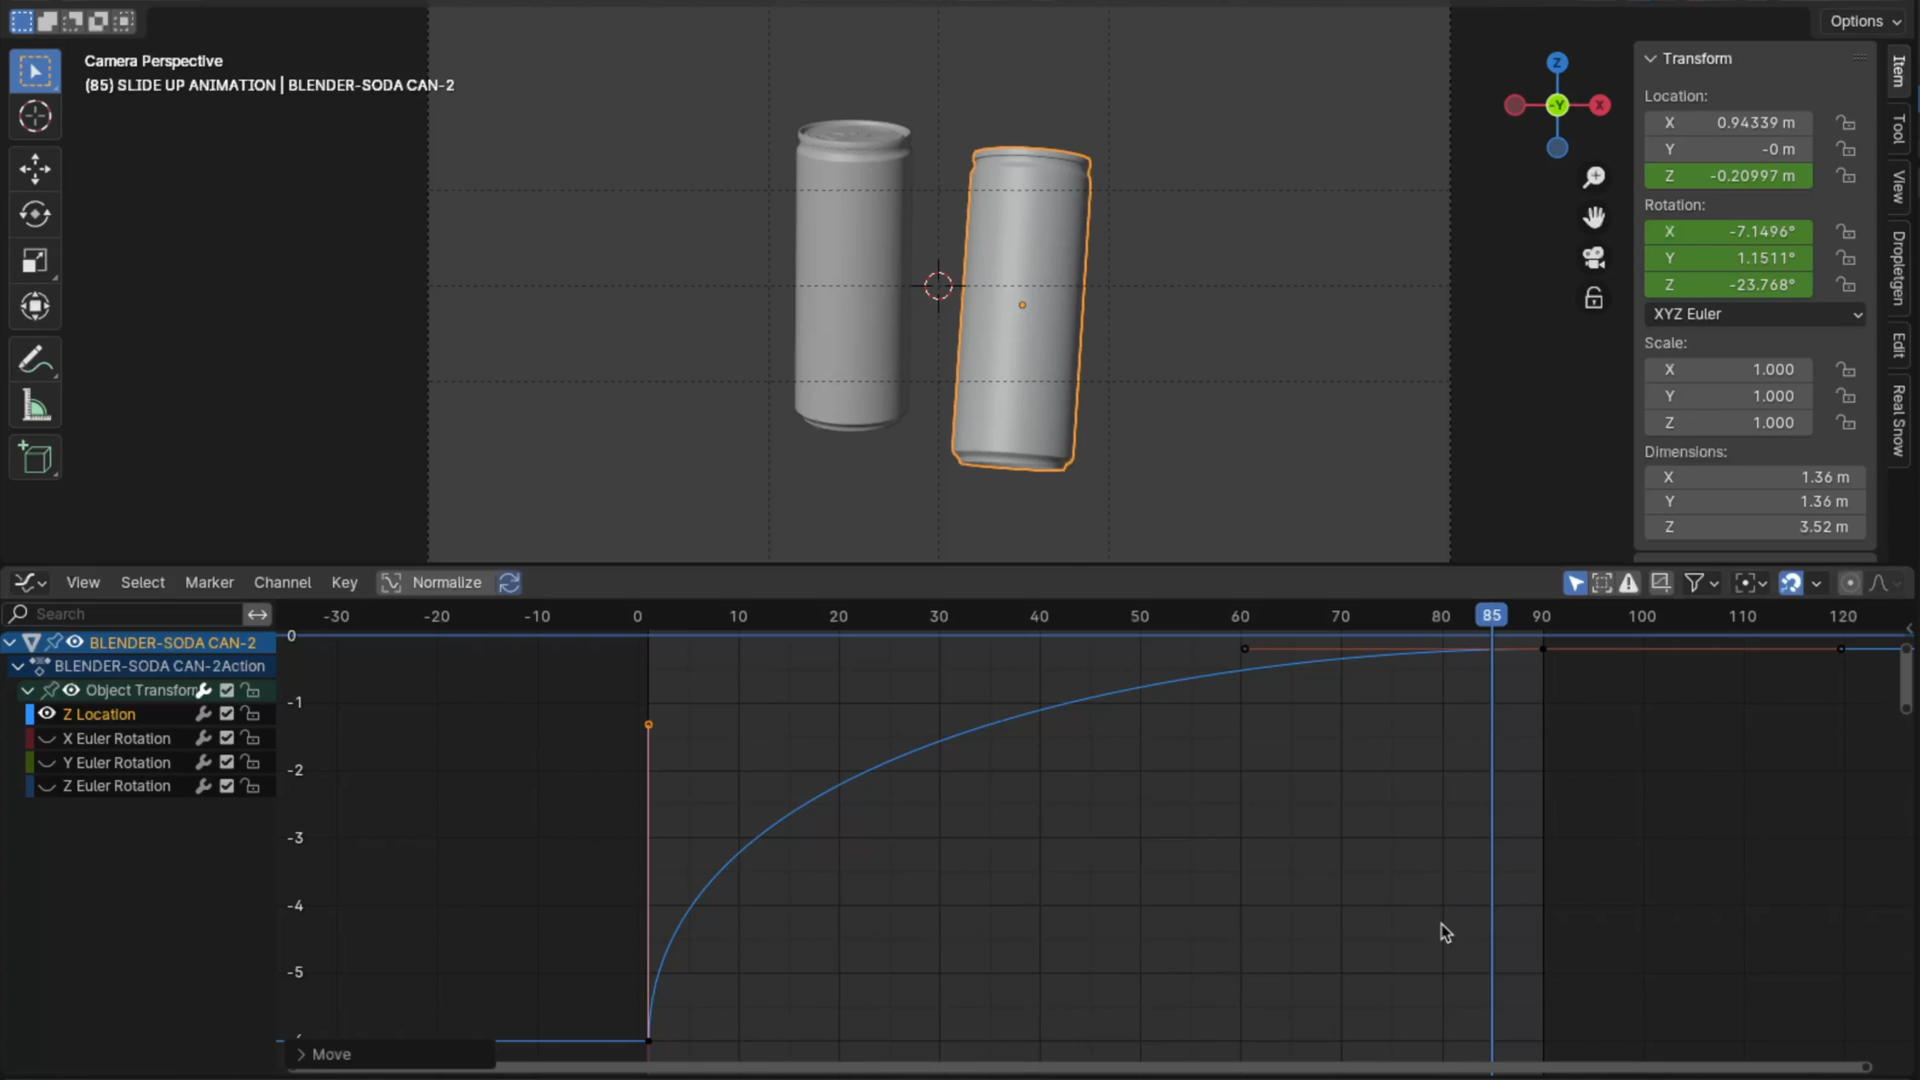 Options
Camera Perspective
(85) SLIDE UP ANIMATION | BLENDER-SODA CAN-2
Z
-Y
X
Transform
Location:
X 0.94339 m
Y -0 m
Z -0.20997 m
Rotation:
X -7.1496°
Y 1.1511°
Z -23.768°
XYZ Euler
Scale:
X 1.000
Y 1.000
Z 1.000
Dimensions:
X 1.36 m
Y 1.36 m
Z 3.52 m
Item
Tool
View
Dropletgen
Edit
Real Snow
View Select Marker Channel Key Normalize
Search
-30 -20 -10 0 10 20 30 40 50 60 70 80 85 90 100 110 120
BLENDER-SODA CAN-2
BLENDER-SODA CAN-2Action
Object Transform
Z Location
X Euler Rotation
Y Euler Rotation
Z Euler Rotation
0
-1
-2
-3
-4
-5
Move